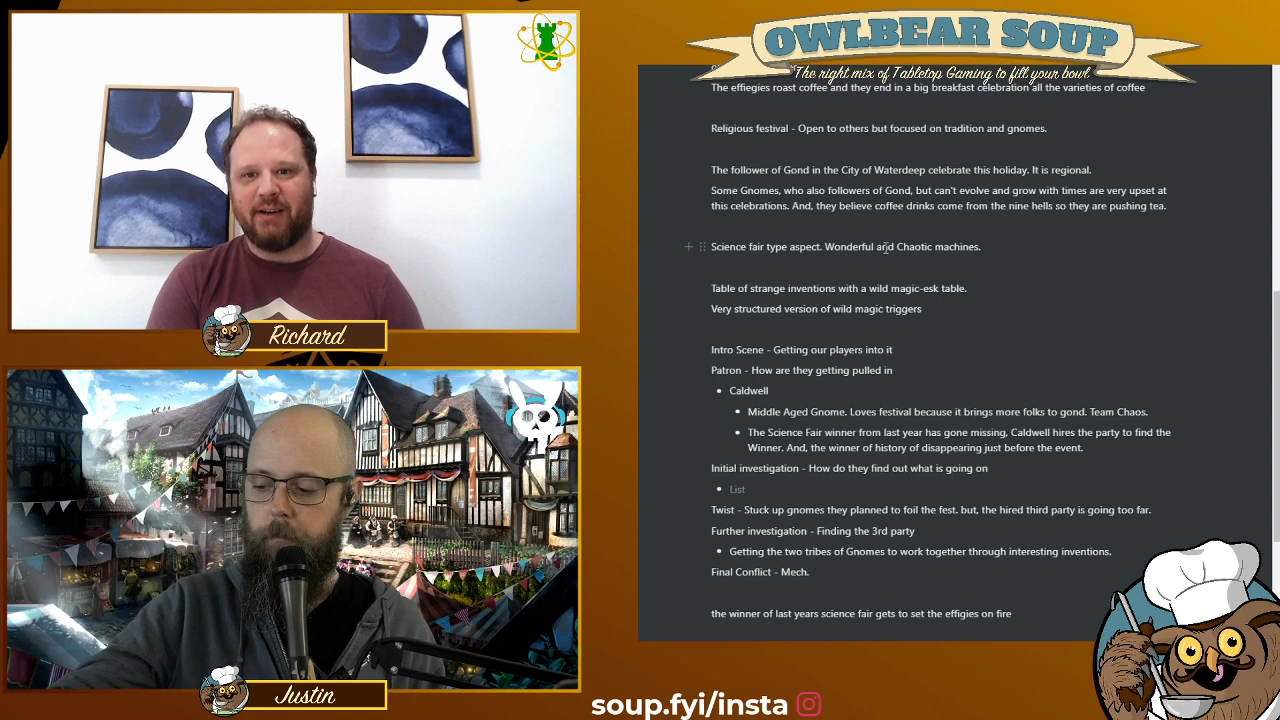 OWLBEAR SOUP
The right mix of Tabletop Gaming to fill your bowl
The effiegies roast coffee and they end in a big breakfast celebration all the varieties of coffee
Religious festival - Open to others but focused on tradition and gnomes.
The follower of Gond in the City of Waterdeep celebrate this holiday. It is regional.
Some Gnomes, who also followers of Gond, but can't evolve and grow with times are very upset at
this celebrations. And, they believe coffee drinks come from the nine hells so they are pushing tea.
Science fair type aspect. Wonderful and Chaotic machines.
Table of strange inventions with a wild magic-esk table.
Very structured version of wild magic triggers
Intro Scene - Getting our players into it
Patron - How are they getting pulled in
Caldwell
Middle Aged Gnome. Loves festival because it brings more folks to gond. Team Chaos.
The Science Fair winner from last year has gone missing, Caldwell hires the party to find the
Winner. And, the winner of history of disappearing just before the event.
Initial investigation - How do they find out what is going on
List
Twist - Stuck up gnomes they planned to foil the fest. but, the hired third party is going too far.
Further investigation - Finding the 3rd party
Getting the two tribes of Gnomes to work together through interesting inventions.
Final Conflict - Mech.
the winner of last years science fair gets to set the effigies on fire
Richard
Justin
soup.fyi/insta